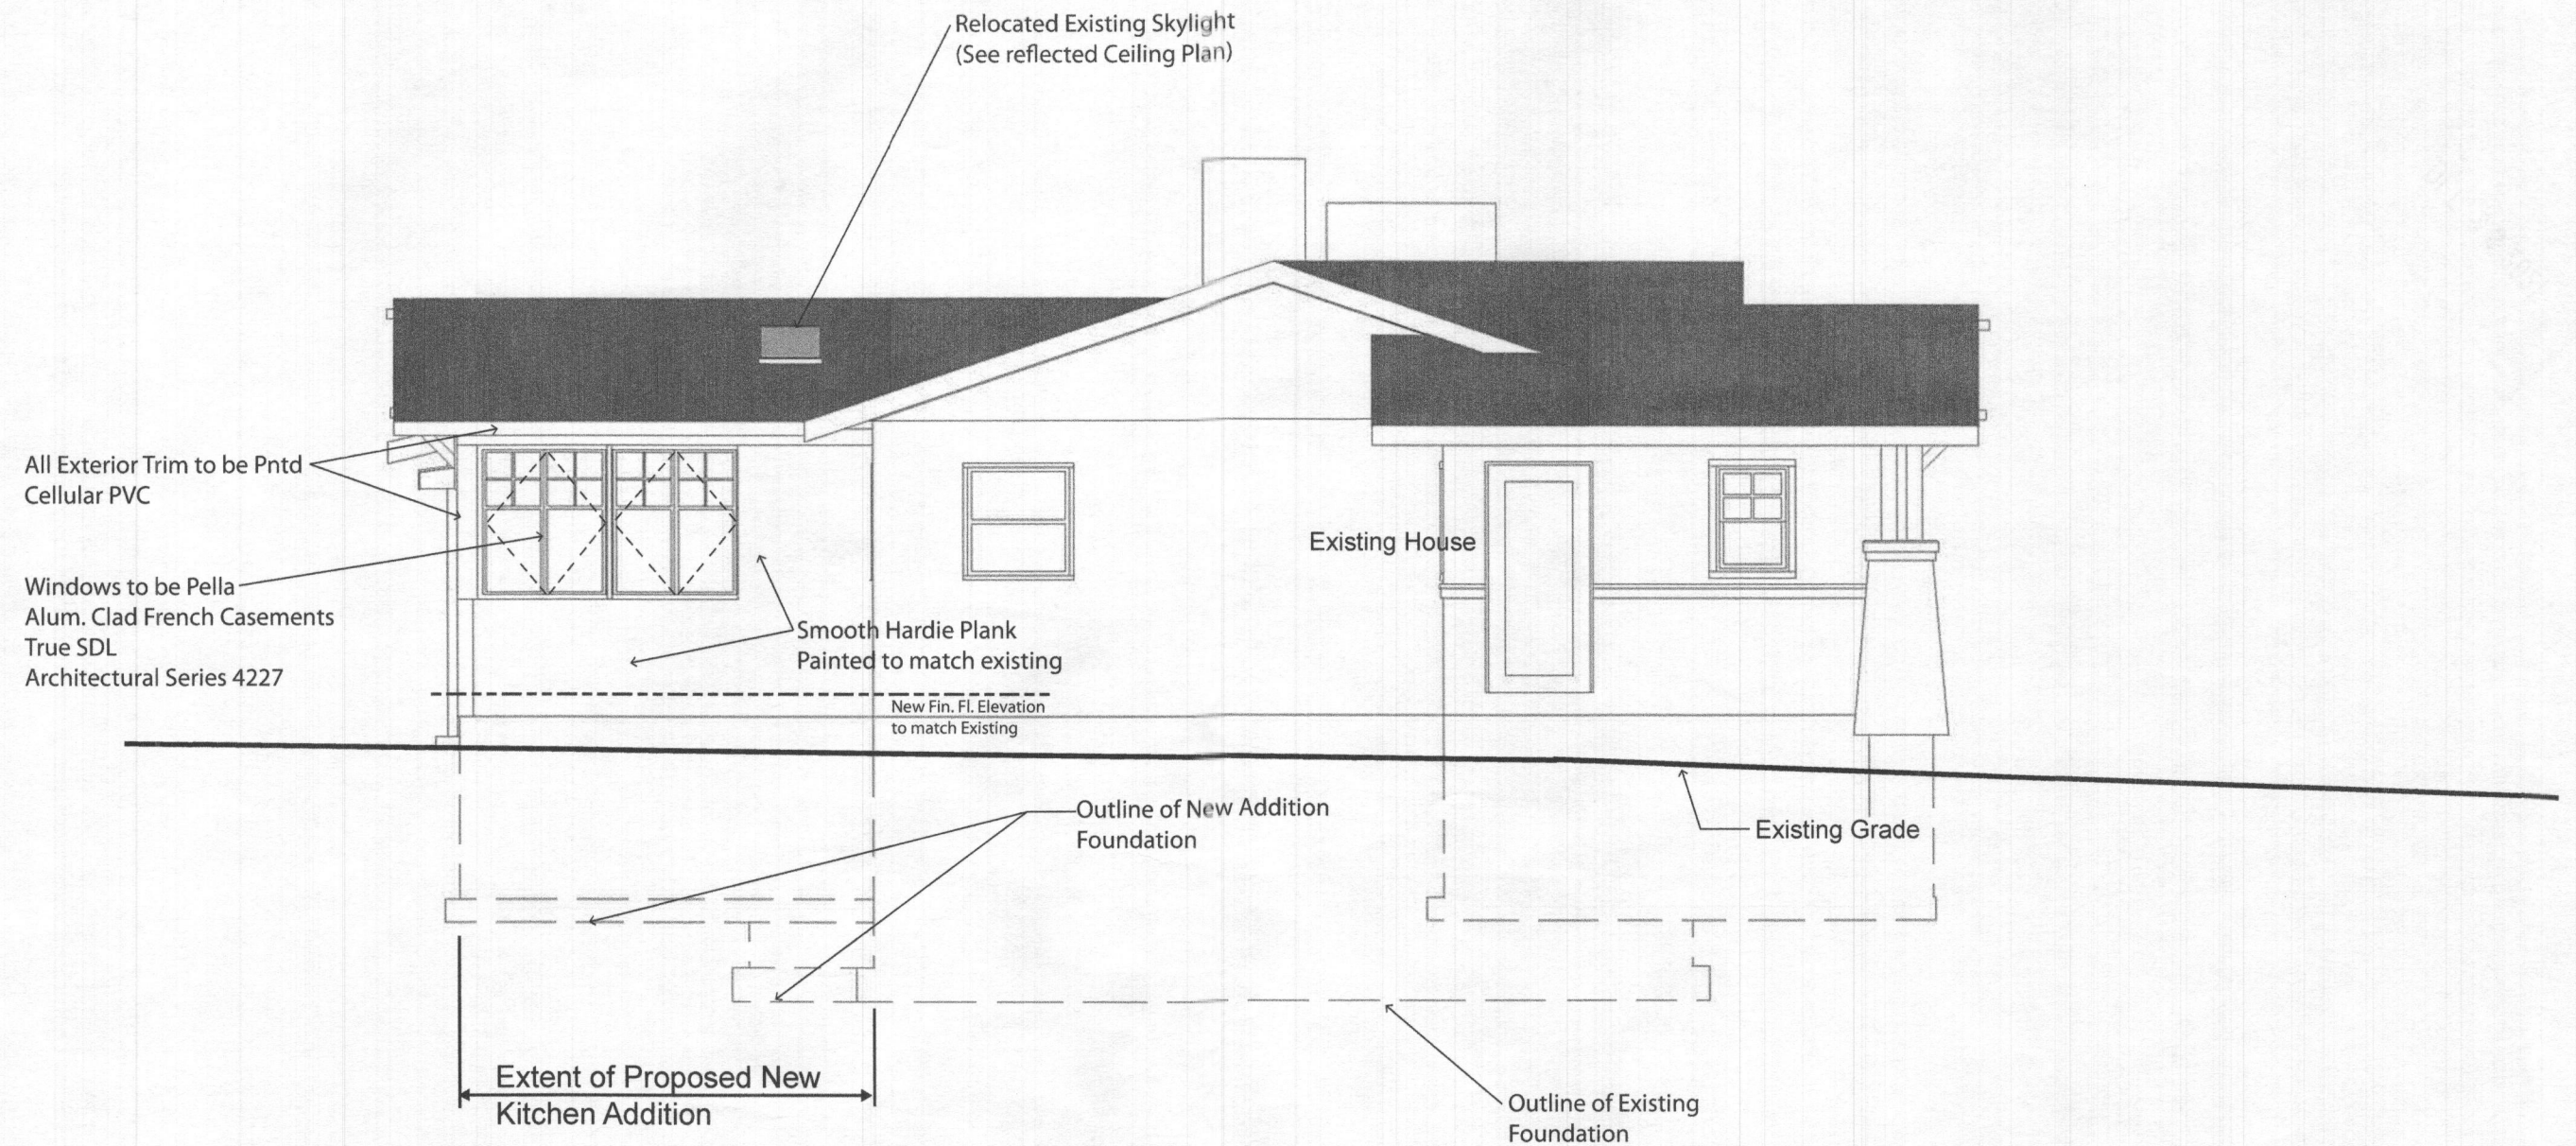 Relocated Existing Skylight
(See reflected Ceiling Plan)
All Exterior Trim to be Pntd
Cellular PVC
Existing House
Windows to be Pella
Alum. Clad French Casements
True SDL
Architectural Series 4227
Smooth Hardie Plank
Painted to match existing
New Fin. Fl. Elevation
to match Existing
Outline of New Addition
Foundation
Existing Grade
Extent of Proposed New
Kitchen Addition
Outline of Existing
Foundation